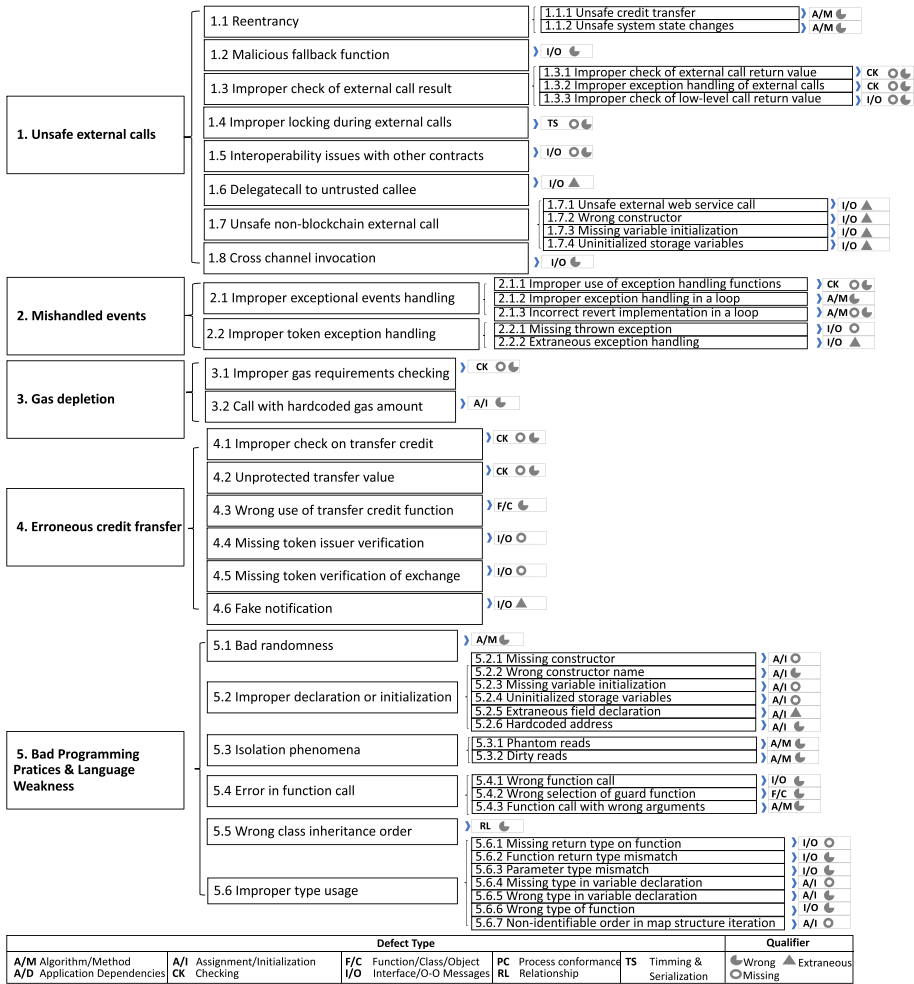 1. Unsafe external calls
1.1 Reentrancy
1.1.1 Unsafe credit transfer A/M
1.1.2 Unsafe system state changes A/M
1.2 Malicious fallback function I/O
1.3 Improper check of external call result
1.3.1 Improper check of external call return value CK
1.3.2 Improper exception handling of external calls CK
1.3.3 Improper check of low-level call return value I/O
1.4 Improper locking during external calls TS
1.5 Interoperability issues with other contracts I/O
1.6 Delegatecall to untrusted callee I/O
1.7 Unsafe non-blockchain external call
1.7.1 Unsafe external web service call I/O
1.7.2 Wrong constructor I/O
1.7.3 Missing variable initialization I/O
1.7.4 Uninitialized storage variables I/O
1.8 Cross channel invocation I/O
2. Mishandled events
2.1 Improper exceptional events handling
2.1.1 Improper use of exception handling functions CK
2.1.2 Improper exception handling in a loop A/M
2.1.3 Incorrect revert implementation in a loop A/M
2.2 Improper token exception handling
2.2.1 Missing thrown exception I/O
2.2.2 Extraneous exception handling I/O
3. Gas depletion
3.1 Improper gas requirements checking CK
3.2 Call with hardcoded gas amount A/I
4. Erroneous credit fransfer
4.1 Improper check on transfer credit CK
4.2 Unprotected transfer value CK
4.3 Wrong use of transfer credit function F/C
4.4 Missing token issuer verification I/O
4.5 Missing token verification of exchange I/O
4.6 Fake notification I/O
5. Bad Programming
Pratices & Language
Weakness
5.1 Bad randomness A/M
5.2 Improper declaration or initialization
5.2.1 Missing constructor A/I
5.2.2 Wrong constructor name A/I
5.2.3 Missing variable initialization A/I
5.2.4 Uninitialized storage variables A/I
5.2.5 Extraneous field declaration A/I
5.2.6 Hardcoded address A/I
5.3 Isolation phenomena
5.3.1 Phantom reads A/M
5.3.2 Dirty reads A/M
5.4 Error in function call
5.4.1 Wrong function call I/O
5.4.2 Wrong selection of guard function F/C
5.4.3 Function call with wrong arguments A/M
5.5 Wrong class inheritance order RL
5.6 Improper type usage
5.6.1 Missing return type on function I/O
5.6.2 Function return type mismatch I/O
5.6.3 Parameter type mismatch I/O
5.6.4 Missing type in variable declaration A/I
5.6.5 Wrong type in variable declaration A/I
5.6.6 Wrong type of function I/O
5.6.7 Non-identifiable order in map structure iteration A/I
Defect Type Qualifier
A/M Algorithm/Method A/I Assignment/Initialization F/C Function/Class/Object PC Process conformance TS Timming & Wrong Extraneous
A/D Application Dependencies CK Checking I/O Interface/O-O Messages RL Relationship Serialization Missing